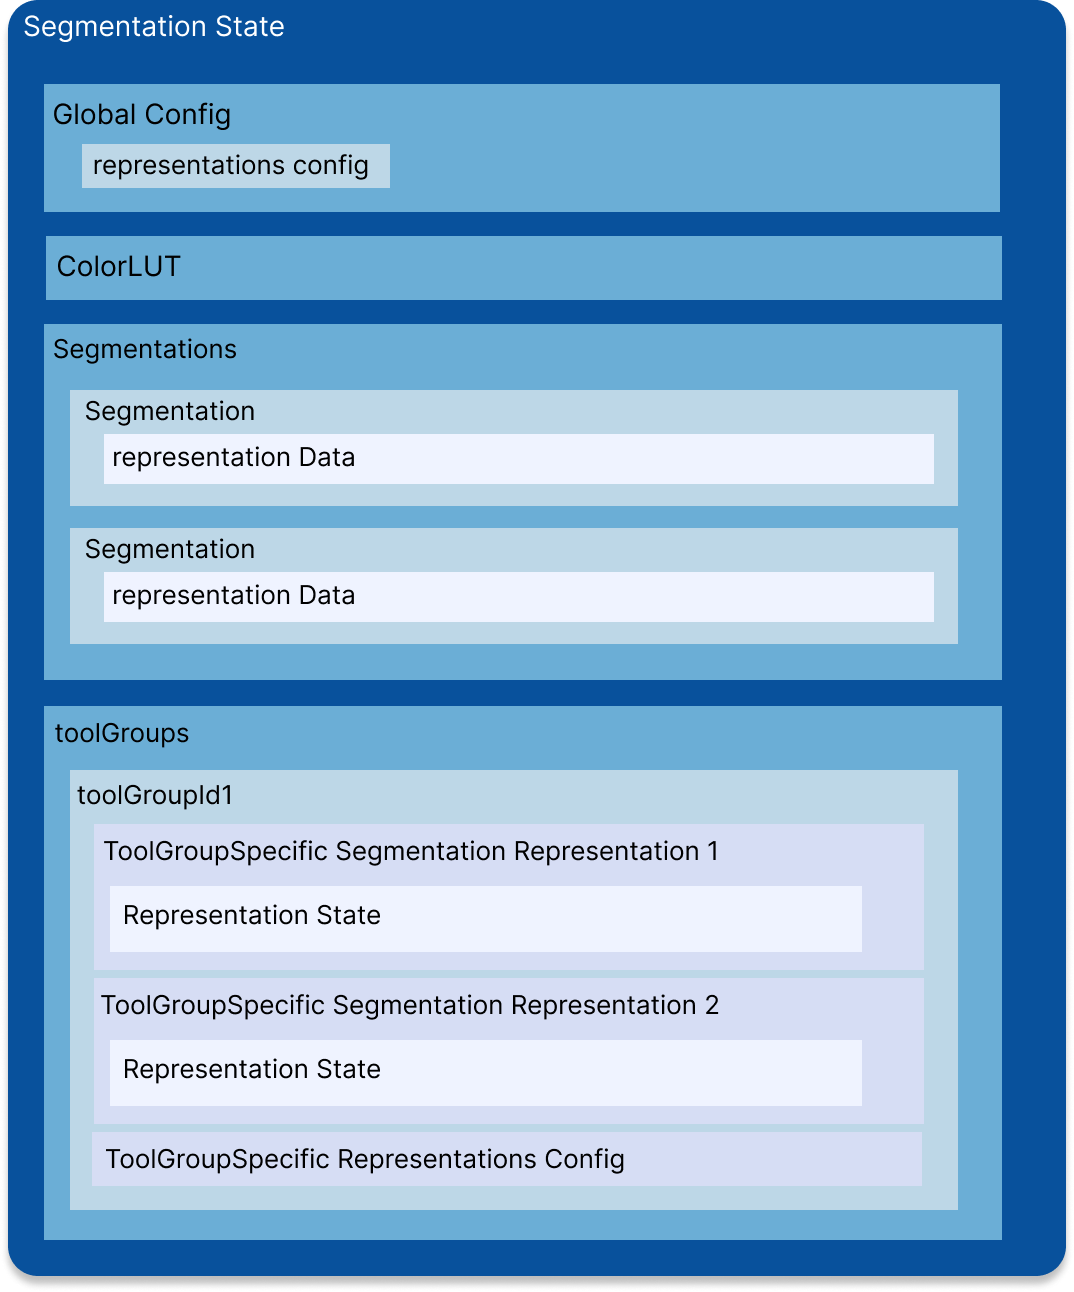 Segmentation State
Global Config
representations config
ColorLUT
Segmentations
Segmentation
representation Data
Segmentation
representation Data
toolGroups
toolGroupId1
ToolGroupSpecific Segmentation Representation 1
Representation State
ToolGroupSpecific Segmentation Representation 2
Representation State
ToolGroupSpecific Representations Config